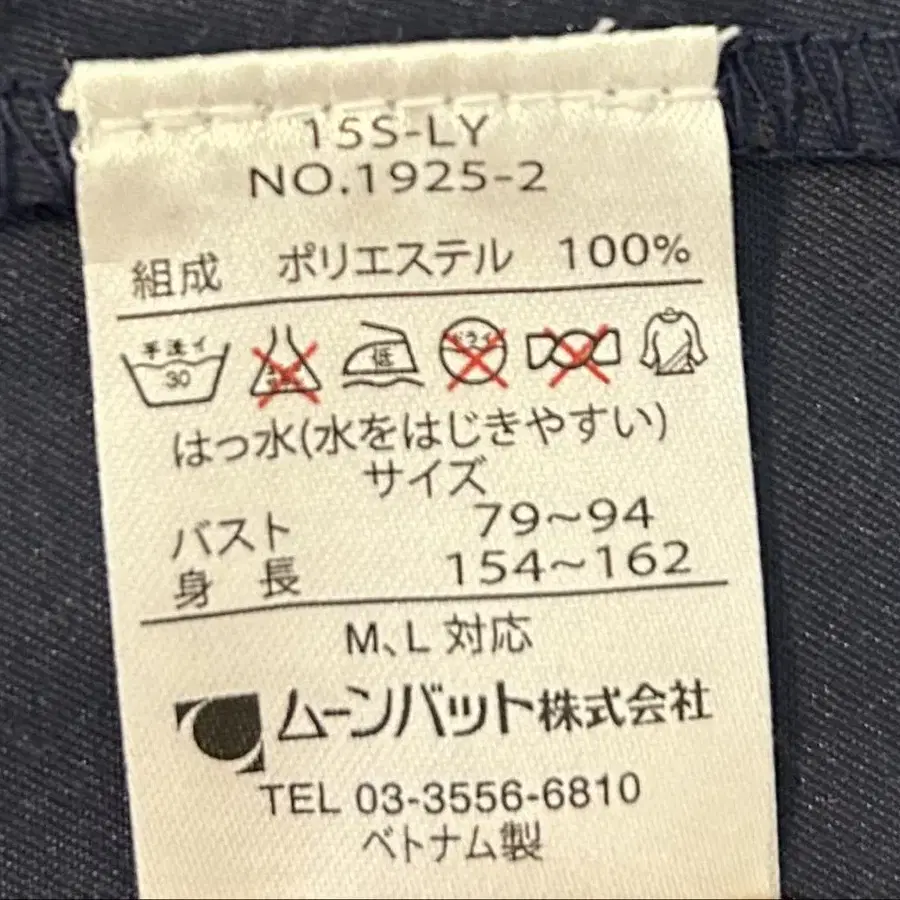 15S-LY
NO.1925-2
組成 ポリエステル 100%
手洗イ
30
低
ドライ
はっ水(水をはじきやすい)
サイズ
バスト 79〜94
身長 154〜162
M、L 対応
ムーンバット株式会社
TEL 03-3556-6810
ベトナム製